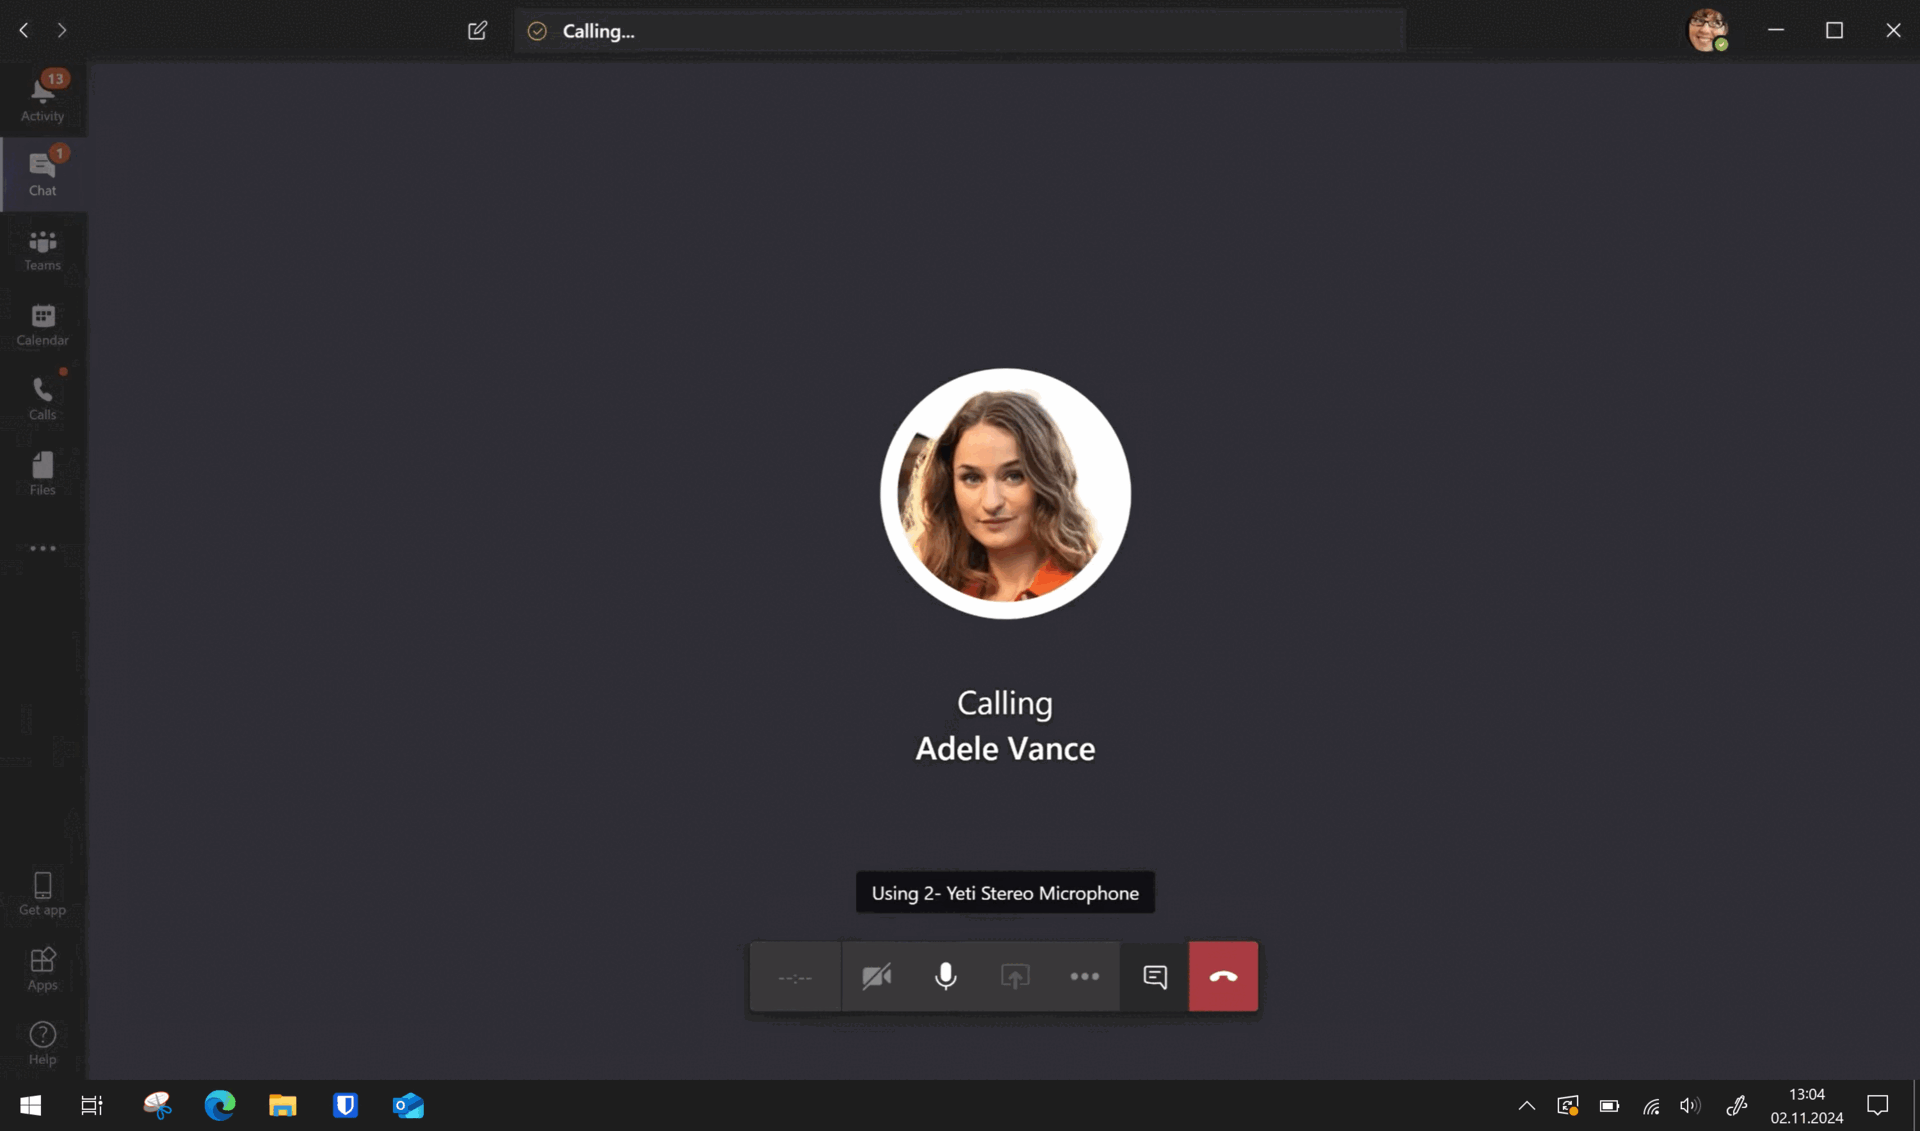 Calling...
13
Activity
1
Chat
Teams
Calendar
Calls
Files
Calling
Adele Vance
Using 2- Yeti Stereo Microphone
--:--
Get app
Apps
Help
13:04
02.11.2024